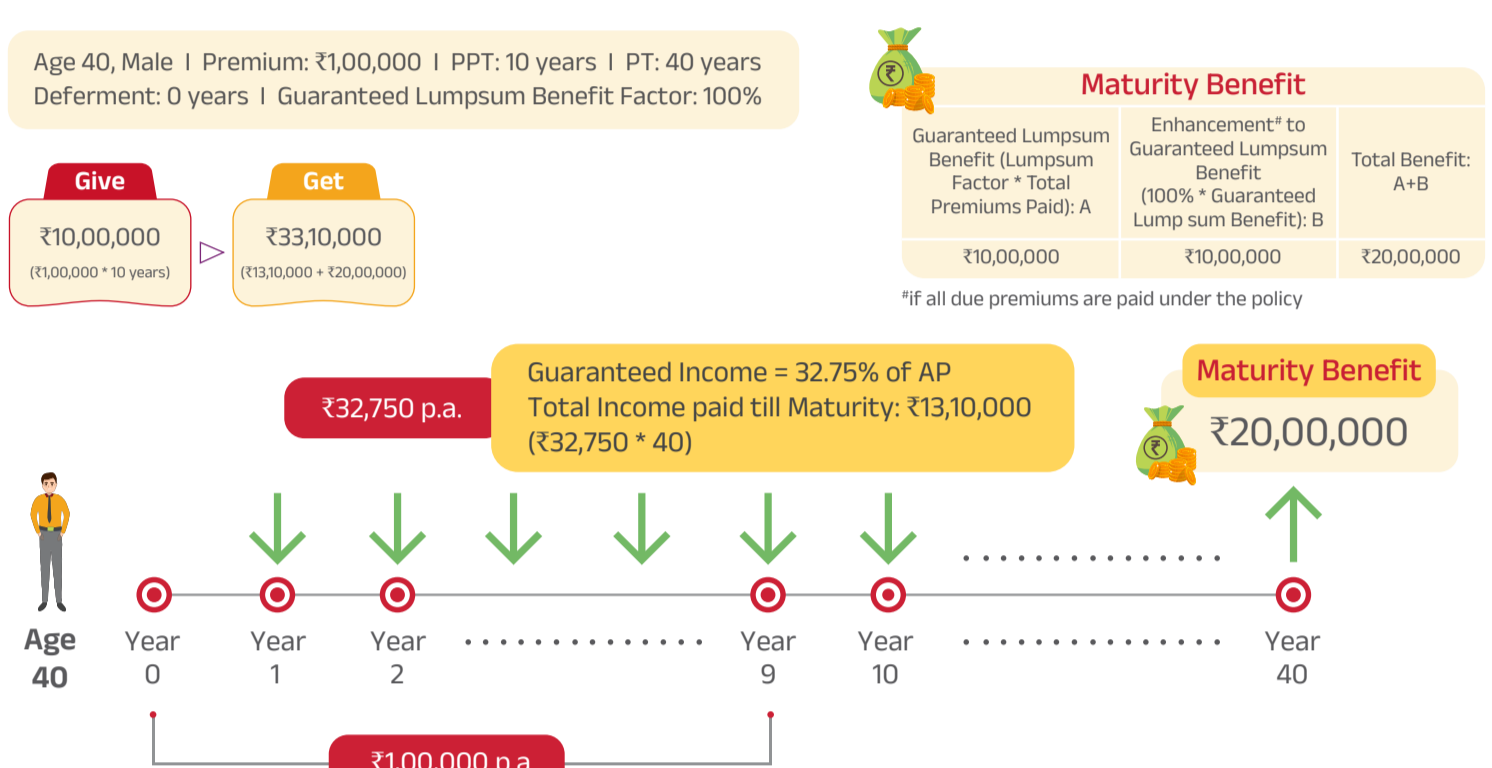 Age 40, Male I Premium: ₹1,00,000 I PPT: 10 years I PT: 40 years
Deferment: 0 years I Guaranteed Lumpsum Benefit Factor: 100%
Give
₹10,00,000
(₹1,00,000 * 10 years)
Get
₹33,10,000
(₹13,10,000 + ₹20,00,000)
₹
Maturity Benefit
Guaranteed Lumpsum
Benefit (Lumpsum
Factor * Total
Premiums Paid): A
Enhancement# to
Guaranteed Lumpsum
Benefit
(100% * Guaranteed
Lump sum Benefit): B
Total Benefit:
A+B
₹10,00,000
₹10,00,000
₹20,00,000
#if all due premiums are paid under the policy
₹32,750 p.a.
Guaranteed Income = 32.75% of AP
Total Income paid till Maturity: ₹13,10,000
(₹32,750 * 40)
Maturity Benefit
₹
₹20,00,000
Age
40
Year
0
Year
1
Year
2
Year
9
Year
10
Year
40
₹1,00,000 p.a